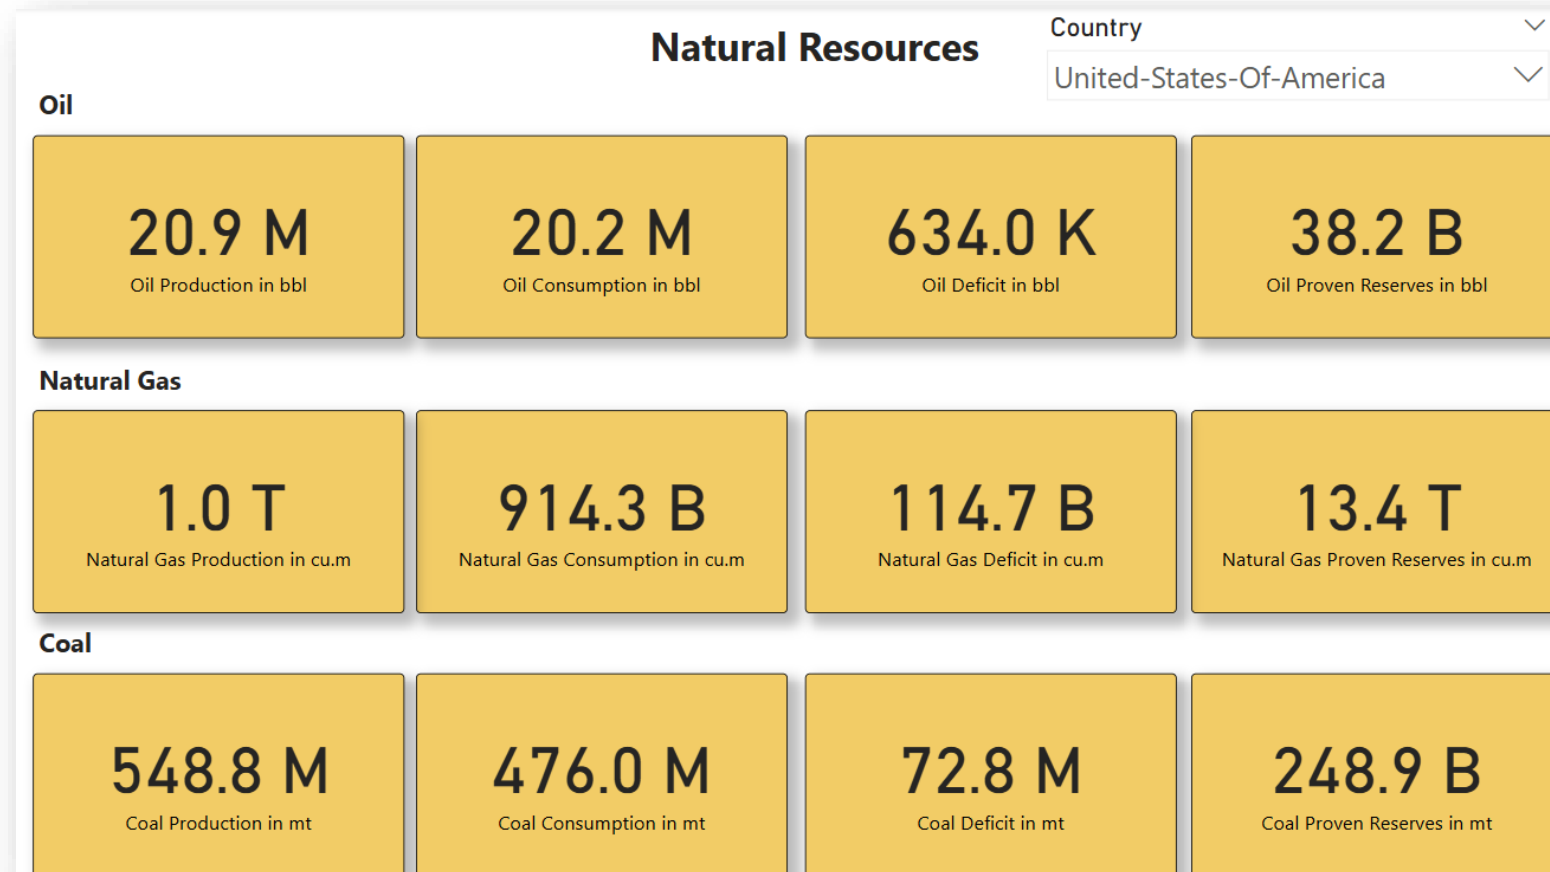 Natural Resources
Country
United-States-Of-America
Oil
20.9 M
Oil Production in bbl
20.2 M
Oil Consumption in bbl
634.0 K
Oil Deficit in bbl
38.2 B
Oil Proven Reserves in bbl
Natural Gas
1.0 T
Natural Gas Production in cu.m
914.3 B
Natural Gas Consumption in cu.m
114.7 B
Natural Gas Deficit in cu.m
13.4 T
Natural Gas Proven Reserves in cu.m
Coal
548.8 M
Coal Production in mt
476.0 M
Coal Consumption in mt
72.8 M
Coal Deficit in mt
248.9 B
Coal Proven Reserves in mt